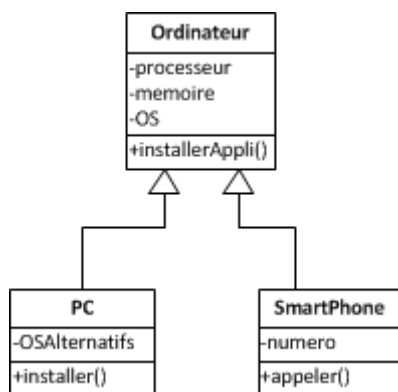 Ordinateur
-processeur
-memoire
-OS
+installerAppli()
PC
-OSAlternatifs
+installer()
SmartPhone
-numero
+appeler()